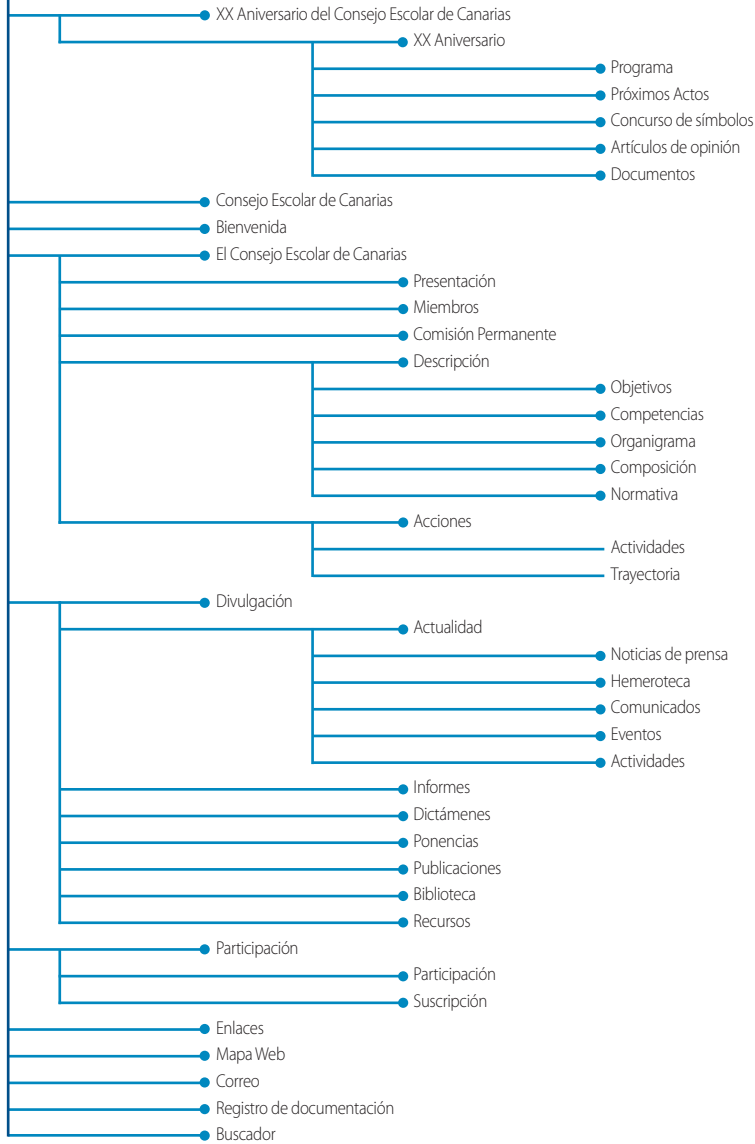 XX Aniversario del Consejo Escolar de Canarias
XX Aniversario
Programa
Próximos Actos
Concurso de símbolos
Artículos de opinión
Documentos
Consejo Escolar de Canarias
Bienvenida
El Consejo Escolar de Canarias
Presentación
Miembros
Comisión Permanente
Descripción
Objetivos
Competencias
Organigrama
Composición
Normativa
Acciones
Actividades
Trayectoria
Divulgación
Actualidad
Noticias de prensa
Hemeroteca
Comunicados
Eventos
Actividades
Informes
Dictámenes
Ponencias
Publicaciones
Biblioteca
Recursos
Participación
Participación
Suscripción
Enlaces
Mapa Web
Correo
Registro de documentación
Buscador